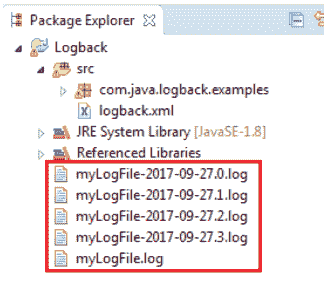 Package Explorer
Logback
src
com.java.logback.examples
logback.xml
JRE System Library [JavaSE-1.8]
Referenced Libraries
myLogFile-2017-09-27.0.log
myLogFile-2017-09-27.1.log
myLogFile-2017-09-27.2.log
myLogFile-2017-09-27.3.log
myLogFile.log